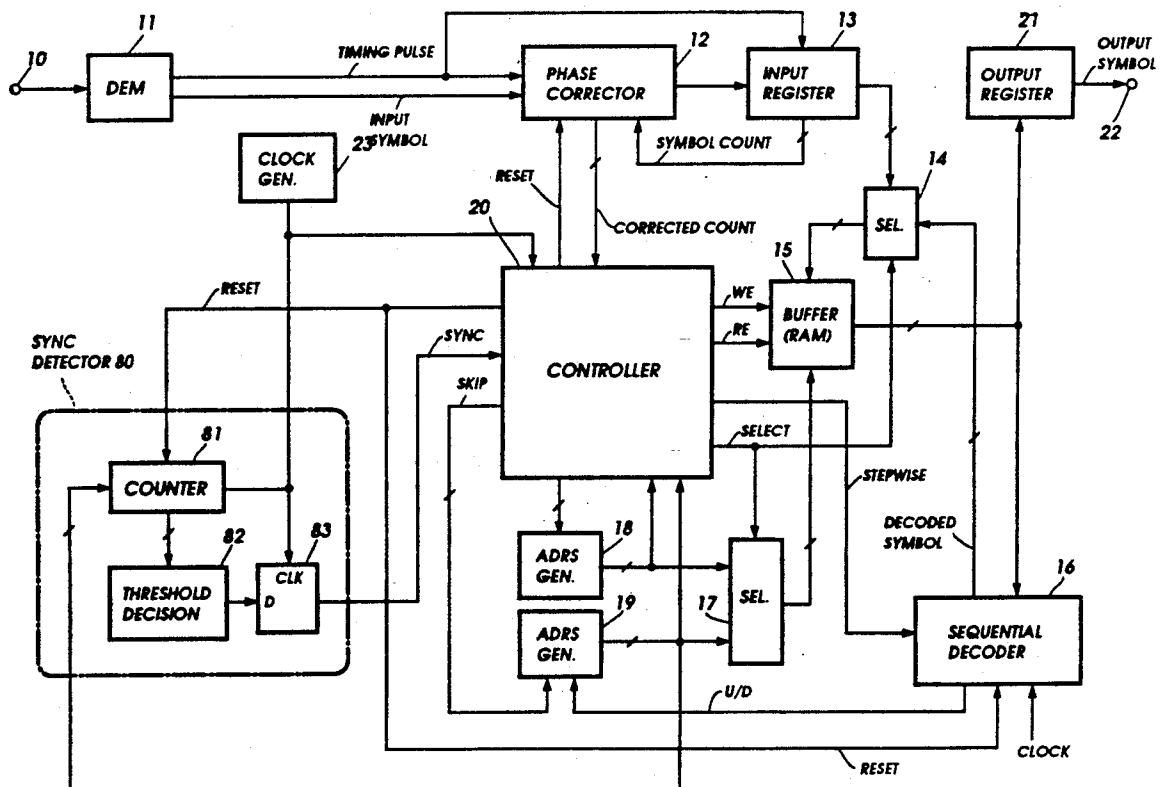 10
11
DEM
TIMING PULSE
INPUT
SYMBOL
12
PHASE
CORRECTOR
13
INPUT
REGISTER
SYMBOL COUNT
21
OUTPUT
REGISTER
OUTPUT
SYMBOL
22
23
CLOCK
GEN.
RESET
CORRECTED COUNT
14
SEL.
20
CONTROLLER
RESET
SYNC
SKIP
WE
RE
15
BUFFER
(RAM)
SELECT
STEPWISE
DECODED
SYMBOL
SYNC
DETECTOR 80
81
COUNTER
82
THRESHOLD
DECISION
83
CLK
D
18
ADRS
GEN.
19
ADRS
GEN.
17
SEL.
16
SEQUENTIAL
DECODER
U/D
CLOCK
RESET